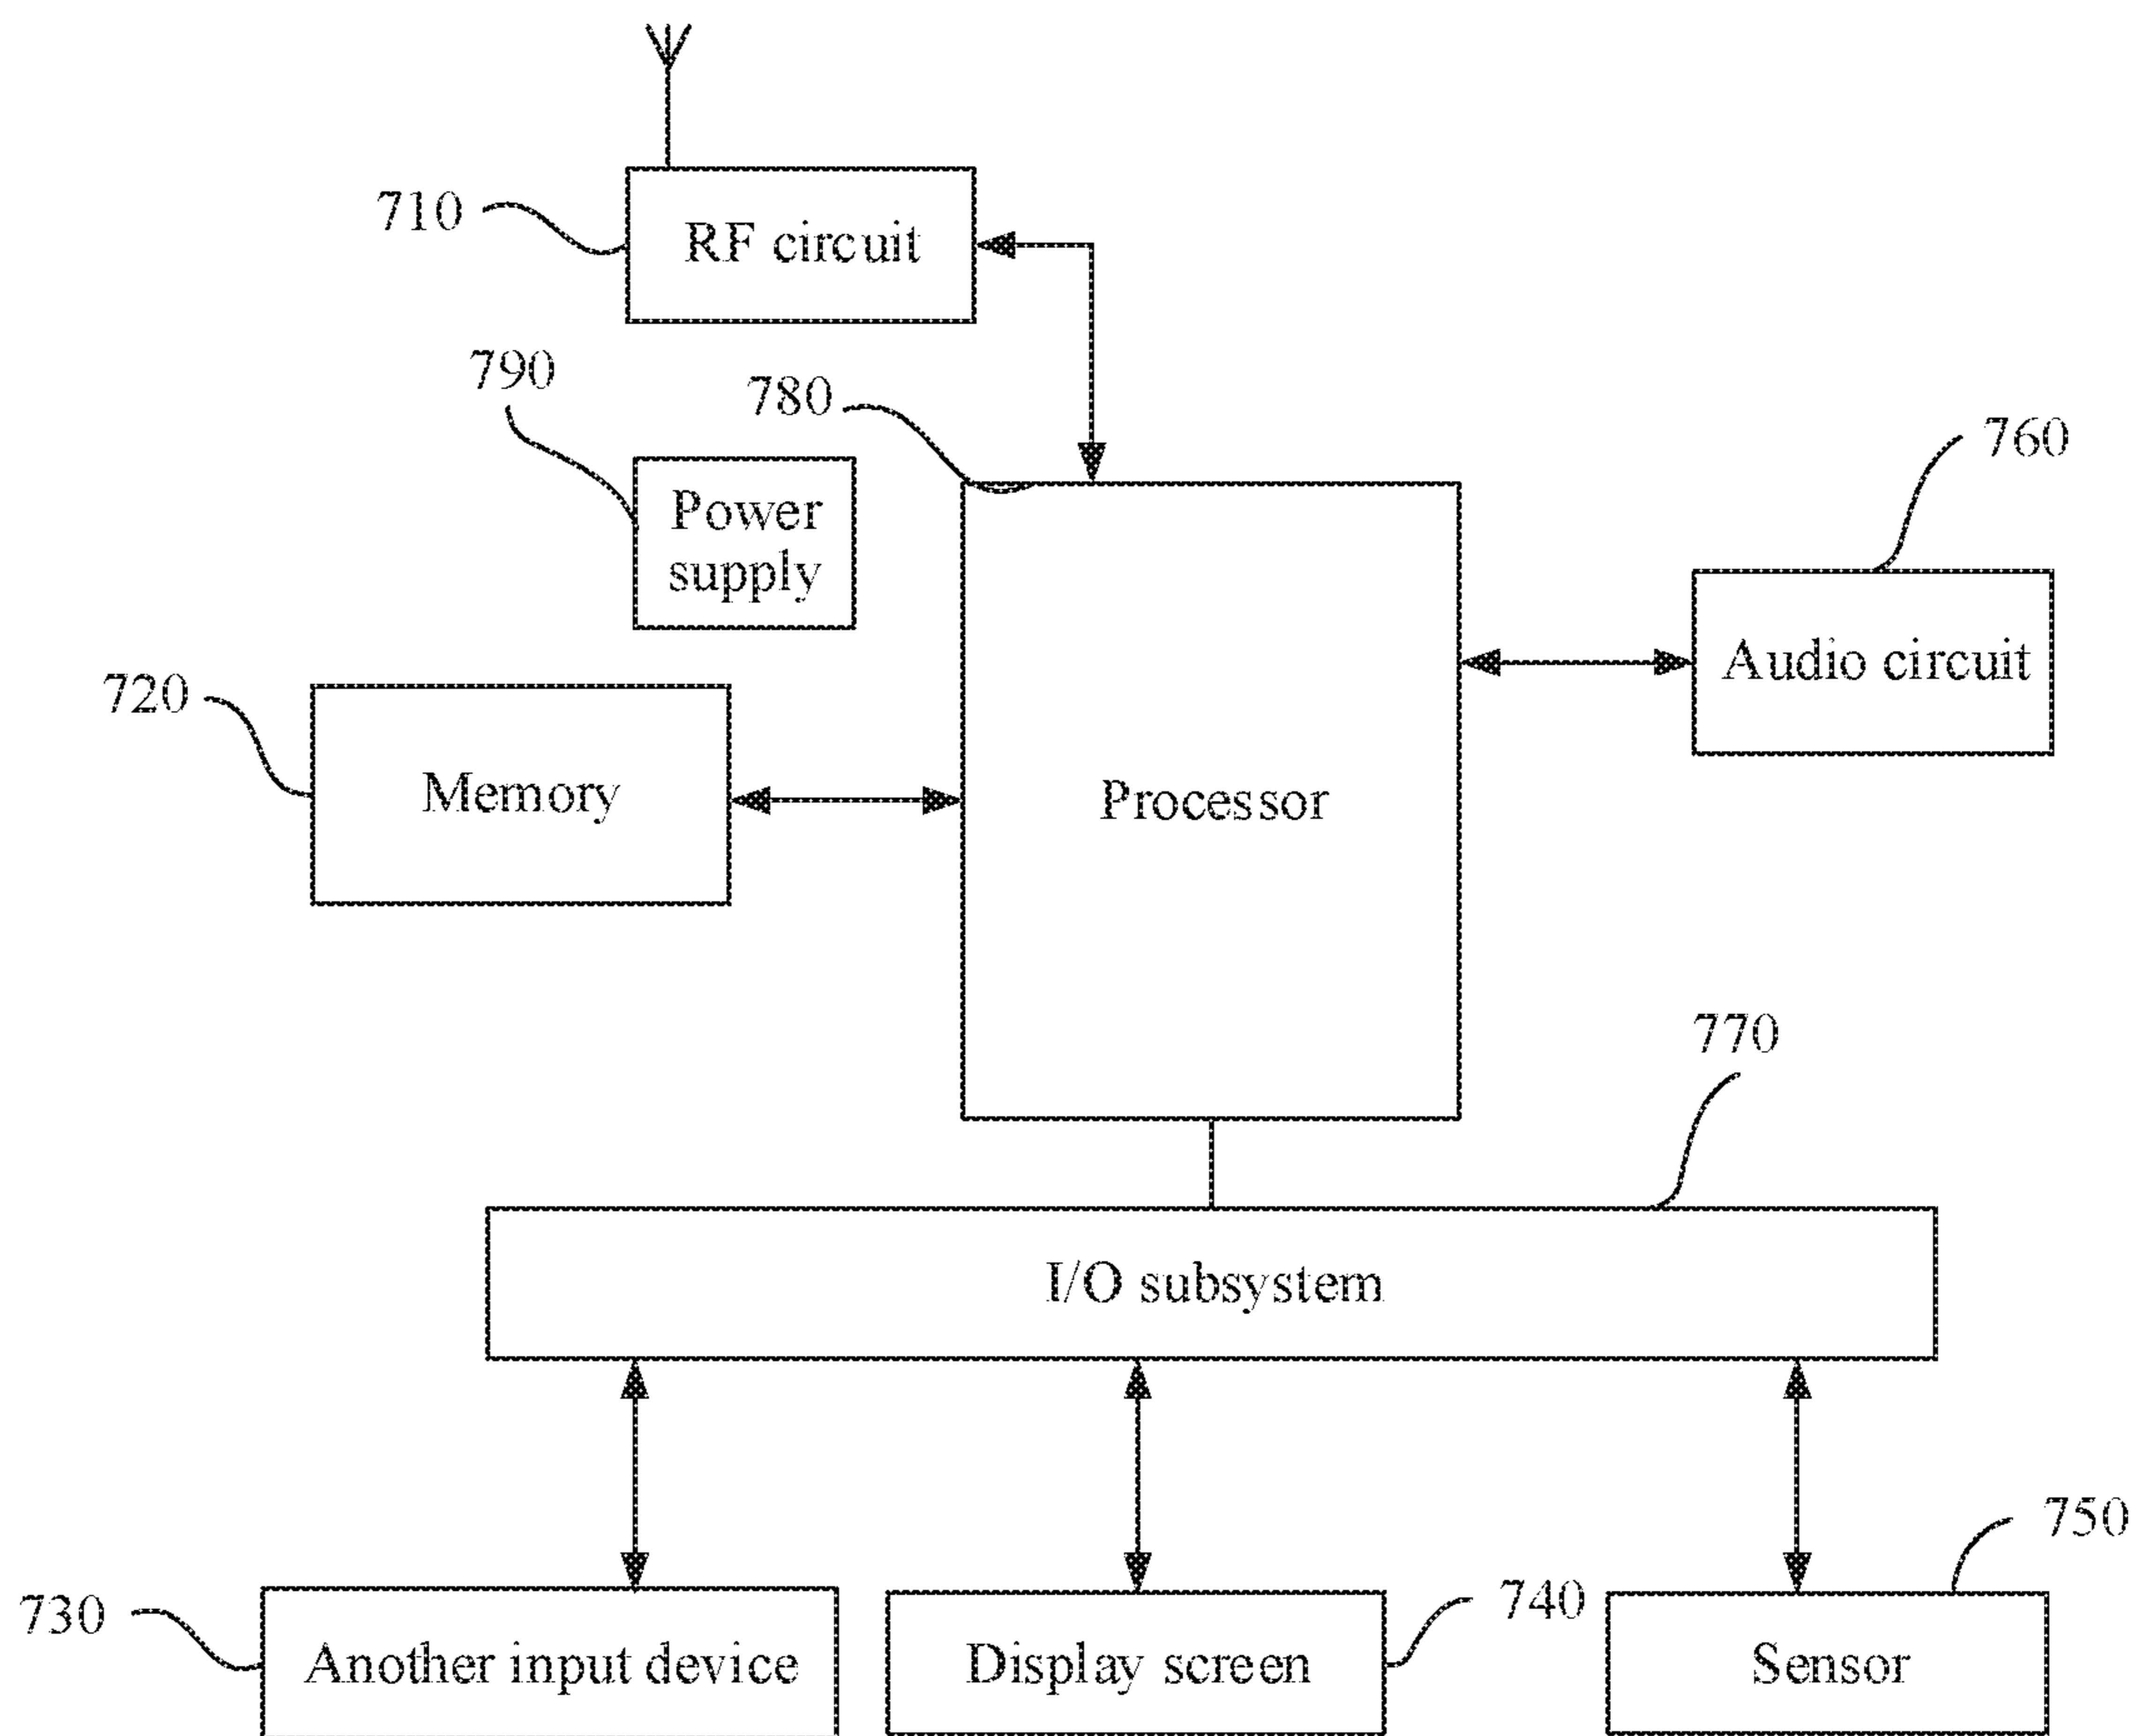 710
RF circuit
790
780
760
Power
supply
Audio circuit
720
Memory
Processor
770
I/O subsystem
750
730
740
Another input device
Display screen
Sensor